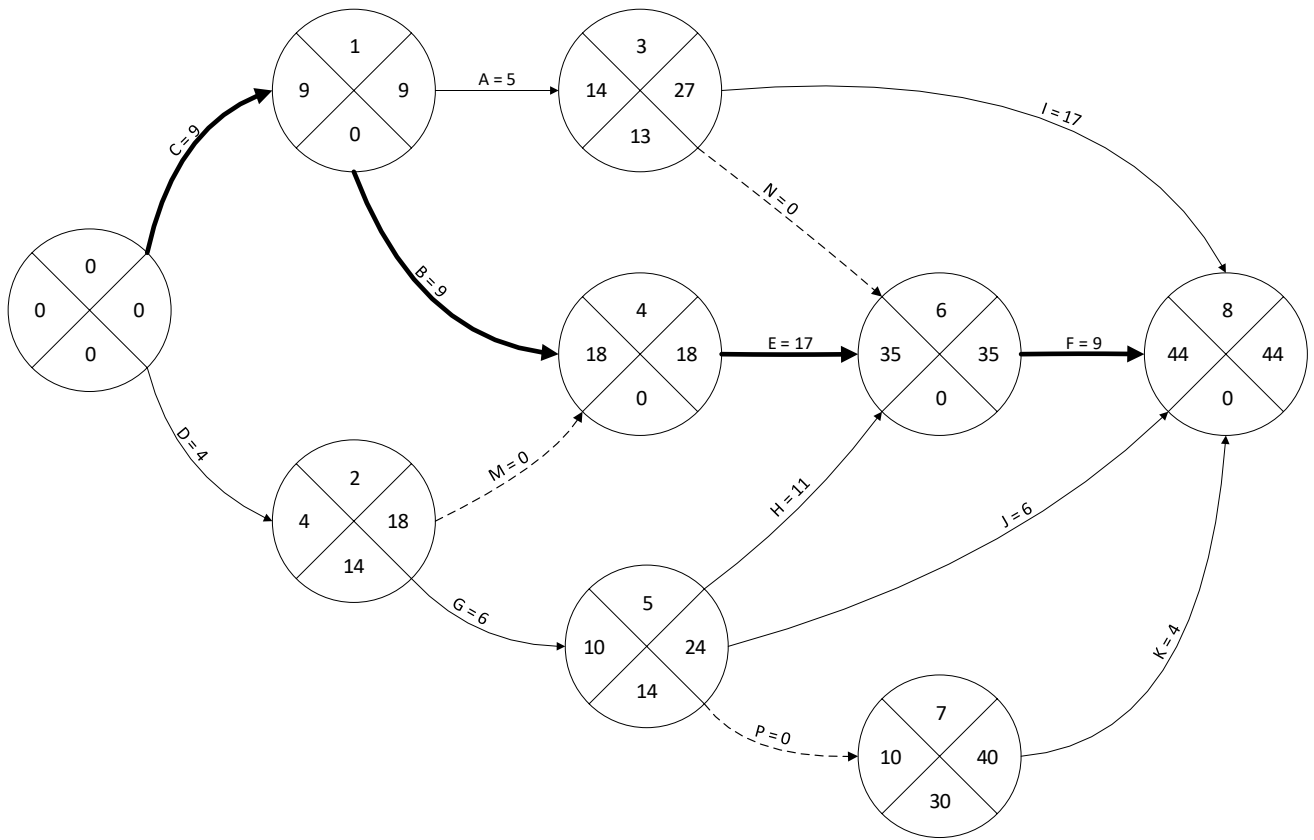 1
9 9
0
A = 5
3
14 27
13
I = 17
C = 9
N = 0
0
0 0
0
B = 9
4
18 18
0
E = 17
6
35 35
0
F = 9
8
44 44
0
D = 4
2
4 18
14
M = 0
H = 11
J = 6
G = 6
5
10 24
14
K = 4
P = 0
7
10 40
30